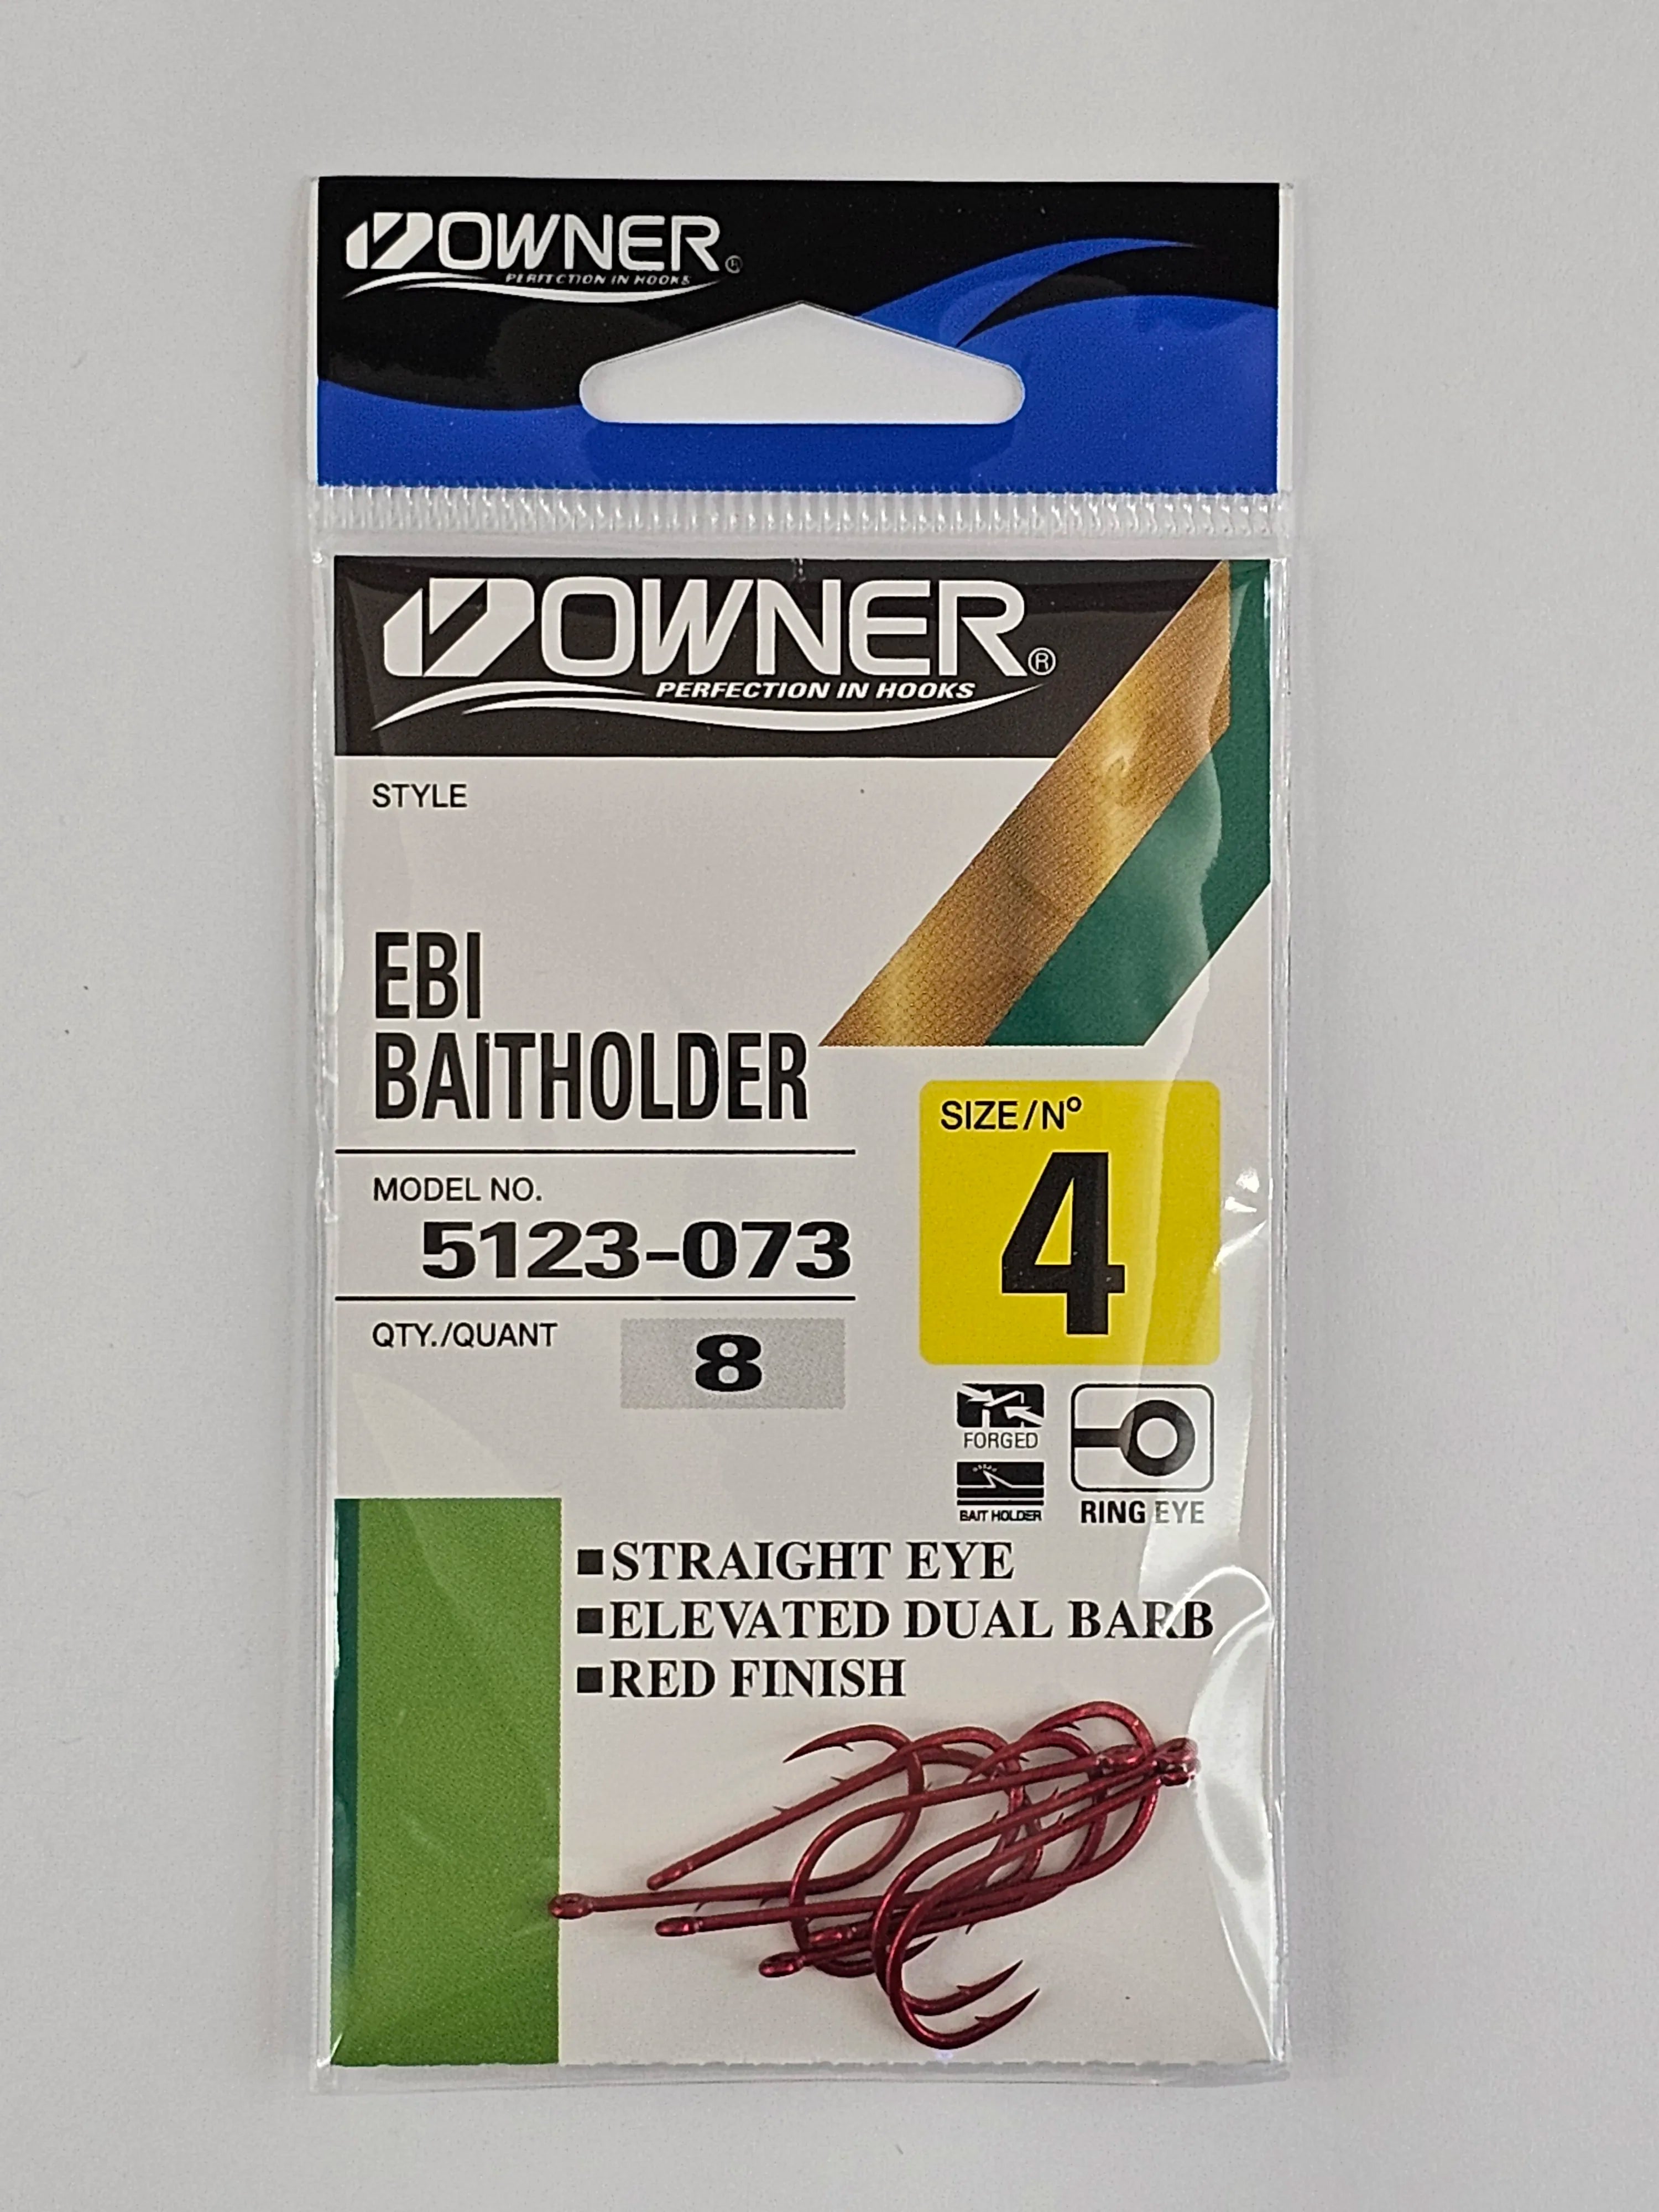 OWNER®
PERFECTION IN HOOKS
OWNER®
PERFECTION IN HOOKS
STYLE
EBI
BAITHOLDER
MODEL NO.
5123-073
QTY./QUANT
8
SIZE/Nº
4
FORGED
BAIT HOLDER
RING EYE
■STRAIGHT EYE
■ELEVATED DUAL BARB
■RED FINISH